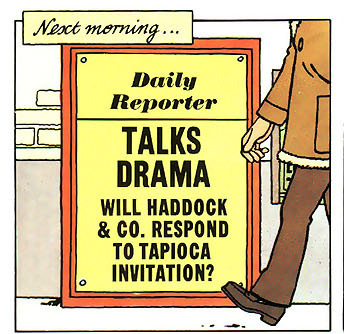 Next morning...
Daily
Reporter
TALKS
DRAMA
WILL HADDOCK
& CO. RESPOND
TO TAPIOCA
INVITATION?